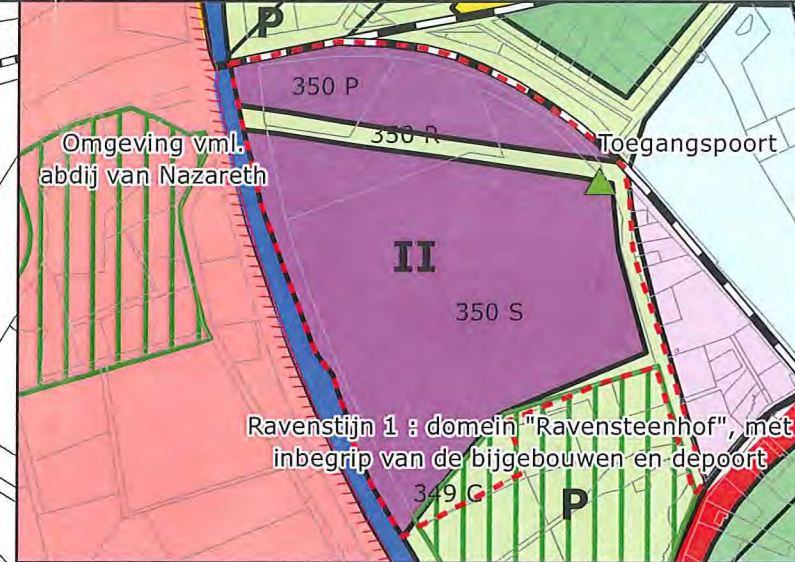 P
350 P
350 R
Omgeving vml.
abdij van Nazareth
Toegangspoort
II
350 S
Ravenstijn 1 : domein "Ravensteenhof", met
inbegrip van de bijgebouwen en depoort
349 C
P